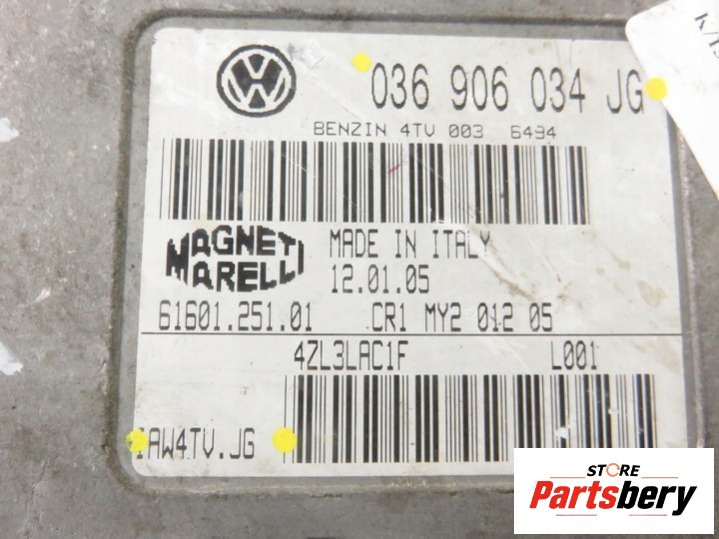 VW
036 906 034 JG
BENZIN 4TV 003 6494
MAGNETI MARELLI
MADE IN ITALY
12.01.05
61601.251.01 CR1 MY2 012 05
4ZL3LAC1F L001
IAW4TV.JG
STORE
Partsbery